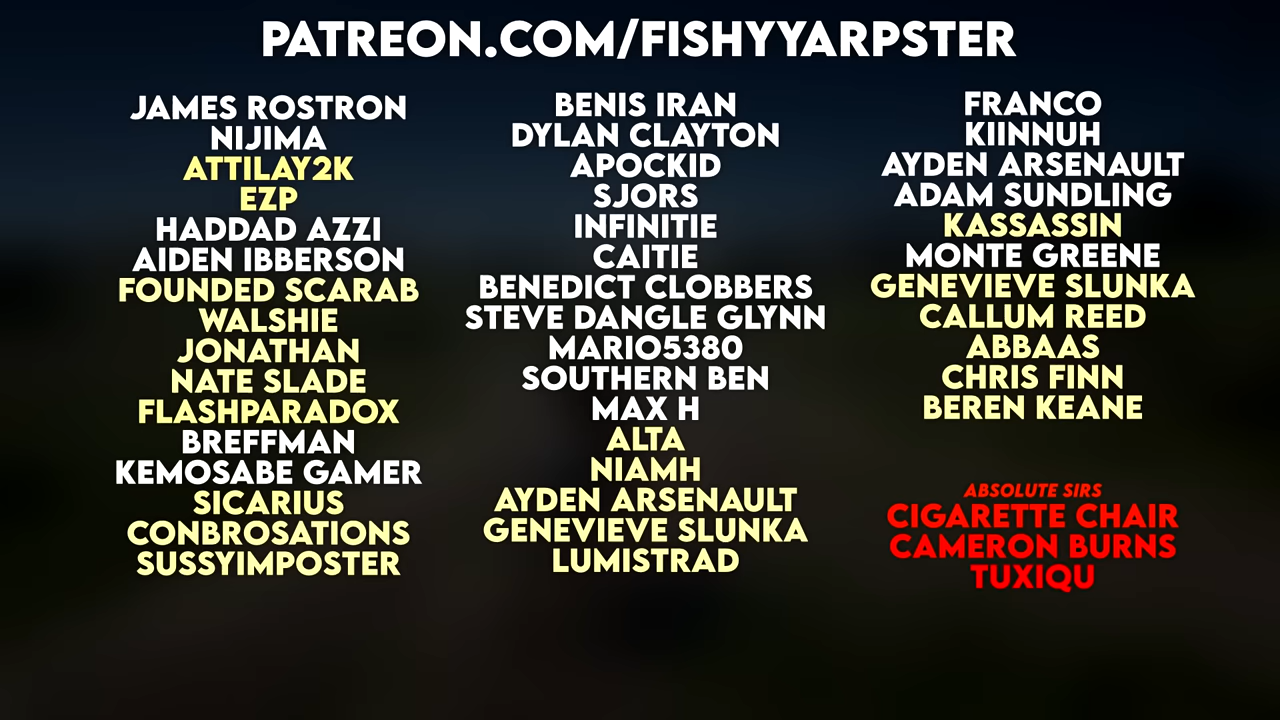 PATREON.COM/FISHYYARPSTER
JAMES ROSTRON
NIJIMA
ATTILAY2K
EZP
HADDAD AZZI
AIDEN IBBERSON
FOUNDED SCARAB
WALSHIE
JONATHAN
NATE SLADE
FLASHPARADOX
BREFFMAN
KEMOSABE GAMER
SICARIUS
CONBROSATIONS
SUSSYIMPOSTER
BENIS IRAN
DYLAN CLAYTON
APOCKID
SJORS
INFINITIE
CAITIE
BENEDICT CLOBBERS
STEVE DANGLE GLYNN
MARIO5380
SOUTHERN BEN
MAX H
ALTA
NIAMH
AYDEN ARSENAULT
GENEVIEVE SLUNKA
LUMISTRAD
FRANCO
KIINNUH
AYDEN ARSENAULT
ADAM SUNDLING
KASSASSIN
MONTE GREENE
GENEVIEVE SLUNKA
CALLUM REED
ABBAAS
CHRIS FINN
BEREN KEANE
ABSOLUTE SIRS
CIGARETTE CHAIR
CAMERON BURNS
TUXIQU